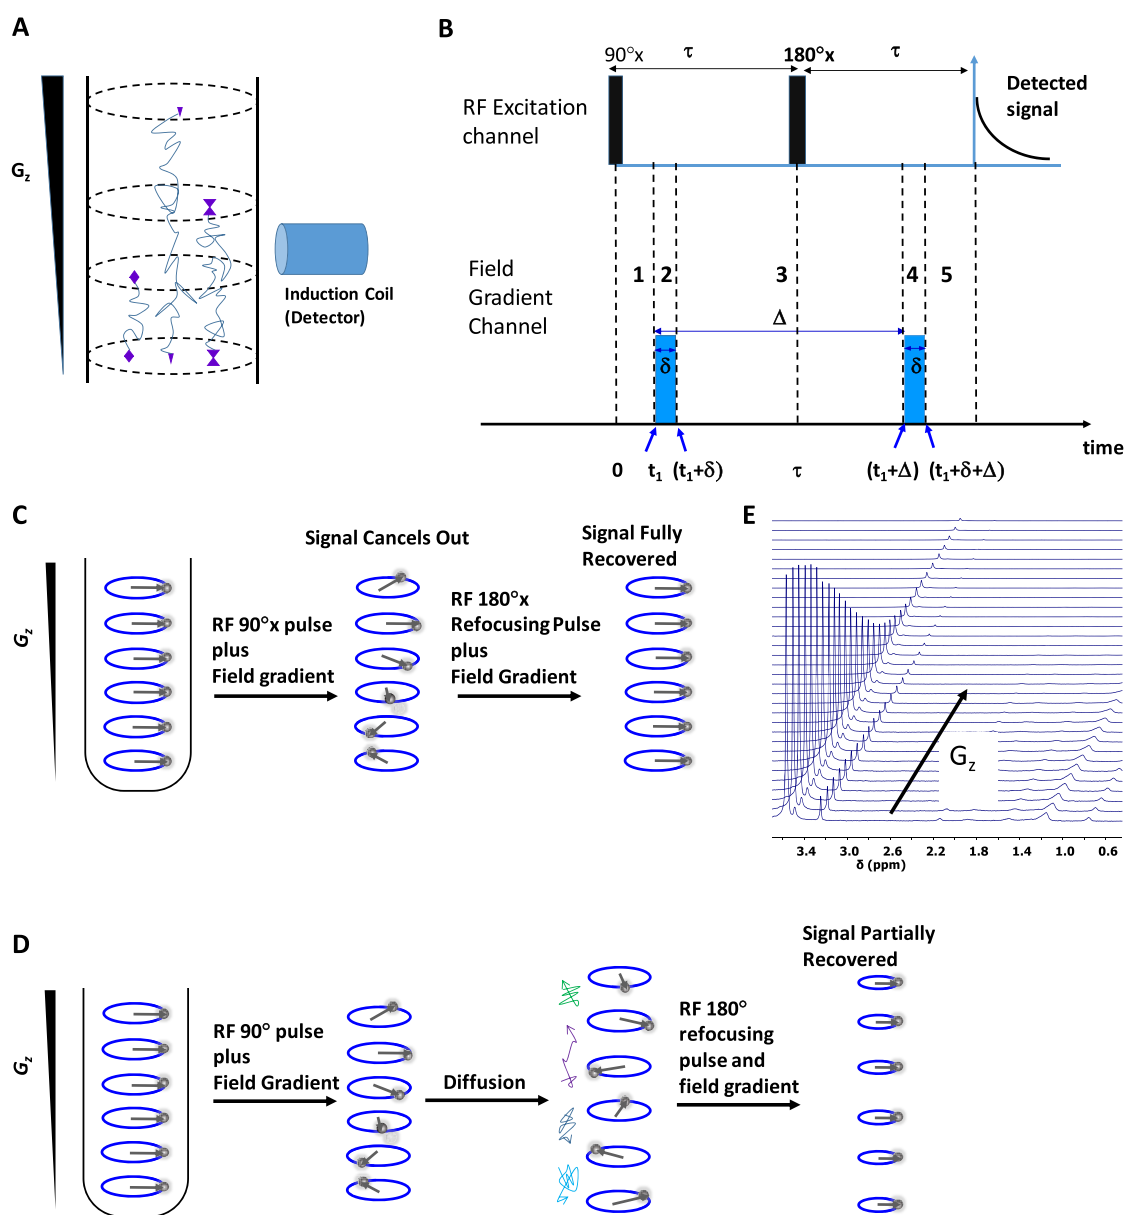 A
G_z
Induction Coil
(Detector)
B
90°x
τ
180°x
τ
RF Excitation
channel
Detected
signal
Field
Gradient
Channel
1
2
3
4
5
Δ
δ
δ
time
0
t₁
(t₁+δ)
τ
(t₁+Δ)
(t₁+δ+Δ)
C
Signal Cancels Out
Signal Fully
Recovered
G_z
RF 90°x pulse
plus
Field gradient
RF 180°x
Refocusing Pulse
plus
Field Gradient
E
G_z
3.4
3.0
2.6
2.2
1.8
1.4
1.0
0.6
δ (ppm)
D
Signal Partially
Recovered
G_z
RF 90° pulse
plus
Field Gradient
Diffusion
RF 180°
refocusing
pulse and
field gradient